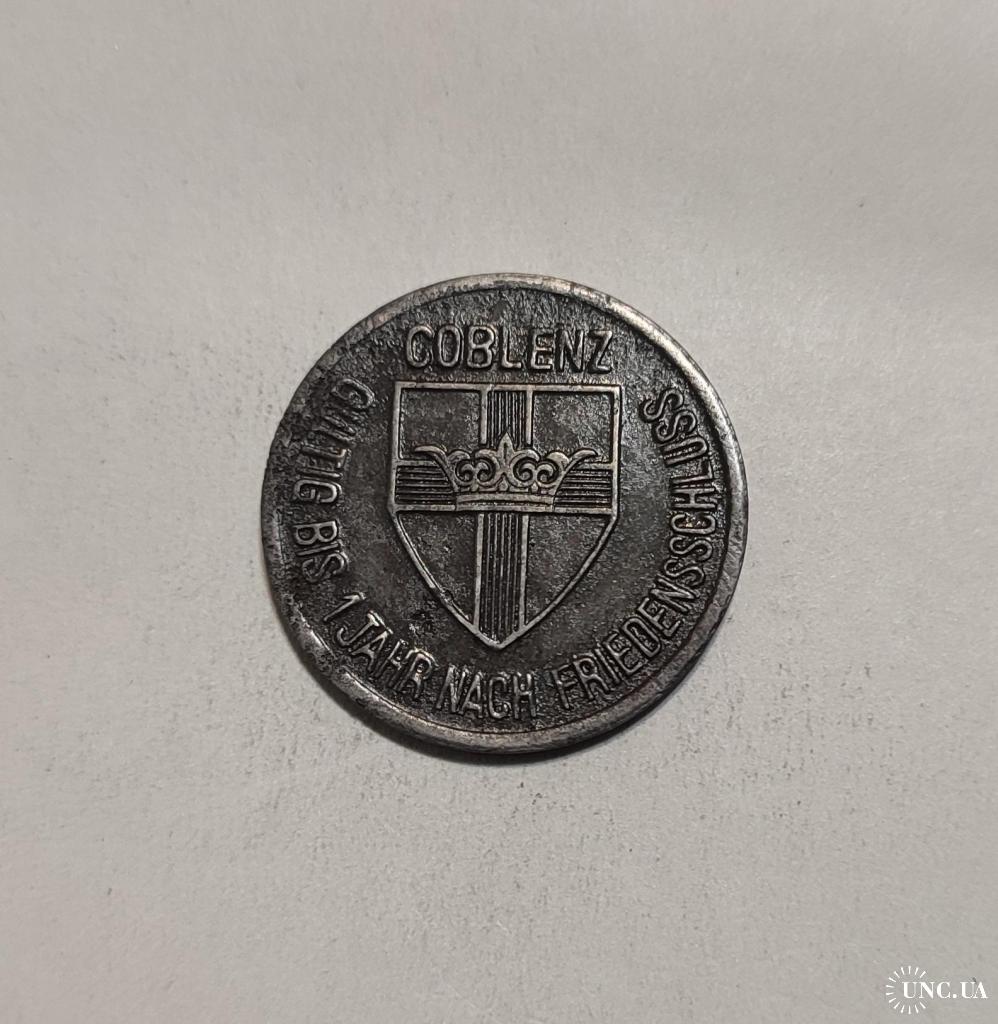 COBLENZ
GÜLTIG BIS 1 JAHR NACH FRIEDENSSCHLUSS
UNC.UA